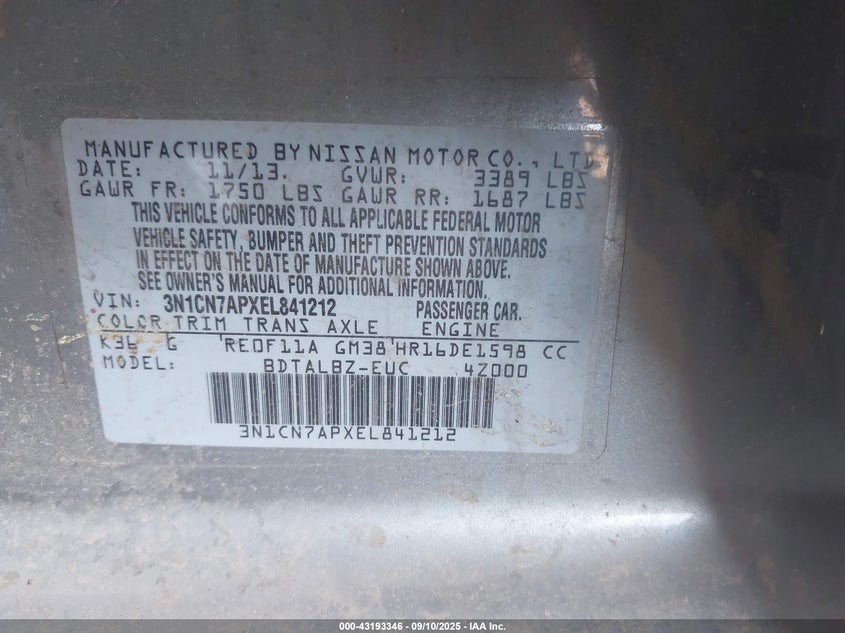 MANUFACTURED BY NISSAN MOTOR CO., LTD
DATE: 11/13. GVWR: 3389 LBS
GAWR FR: 1750 LBS GAWR RR: 1687 LBS
THIS VEHICLE CONFORMS TO ALL APPLICABLE FEDERAL MOTOR
VEHICLE SAFETY, BUMPER AND THEFT PREVENTION STANDARDS
IN EFFECT ON THE DATE OF MANUFACTURE SHOWN ABOVE.
SEE OWNER'S MANUAL FOR ADDITIONAL INFORMATION.
VIN: 3N1CN7APXEL841212 PASSENGER CAR.
COLOR TRIM TRANS AXLE ENGINE
K36 G RE0F11A GM38 HR16DE1598 CC
MODEL: BDTALBZ-EUC 4Z000
3N1CN7APXEL841212
000-43193346 - 09/10/2025 - IAA Inc.